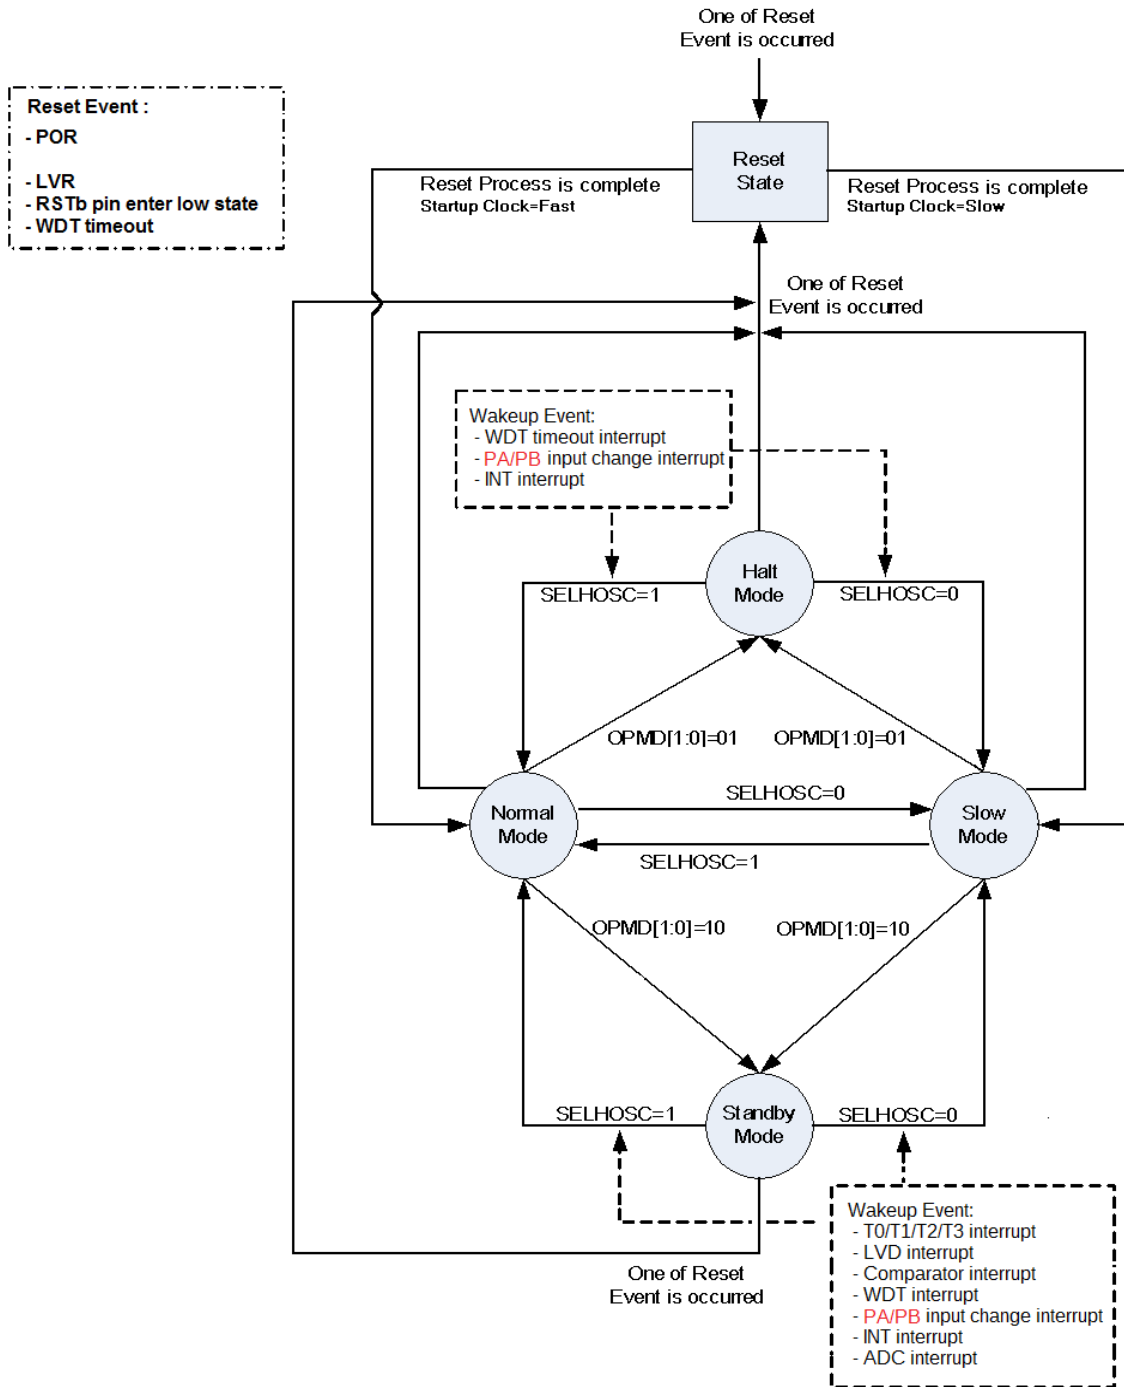 One of Reset
Event is occurred
Reset Event :
- POR
- LVR
- RSTb pin enter low state
- WDT timeout
Reset
State
Reset Process is complete
Startup Clock=Fast
Reset Process is complete
Startup Clock=Slow
One of Reset
Event is occurred
Wakeup Event:
- WDT timeout interrupt
- PA/PB input change interrupt
- INT interrupt
Halt
Mode
SELHOSC=1
SELHOSC=0
OPMD[1:0]=01
OPMD[1:0]=01
SELHOSC=0
Normal
Mode
Slow
Mode
SELHOSC=1
OPMD[1:0]=10
OPMD[1:0]=10
SELHOSC=1
Standby
Mode
SELHOSC=0
One of Reset
Event is occurred
Wakeup Event:
- T0/T1/T2/T3 interrupt
- LVD interrupt
- Comparator interrupt
- WDT interrupt
- PA/PB input change interrupt
- INT interrupt
- ADC interrupt